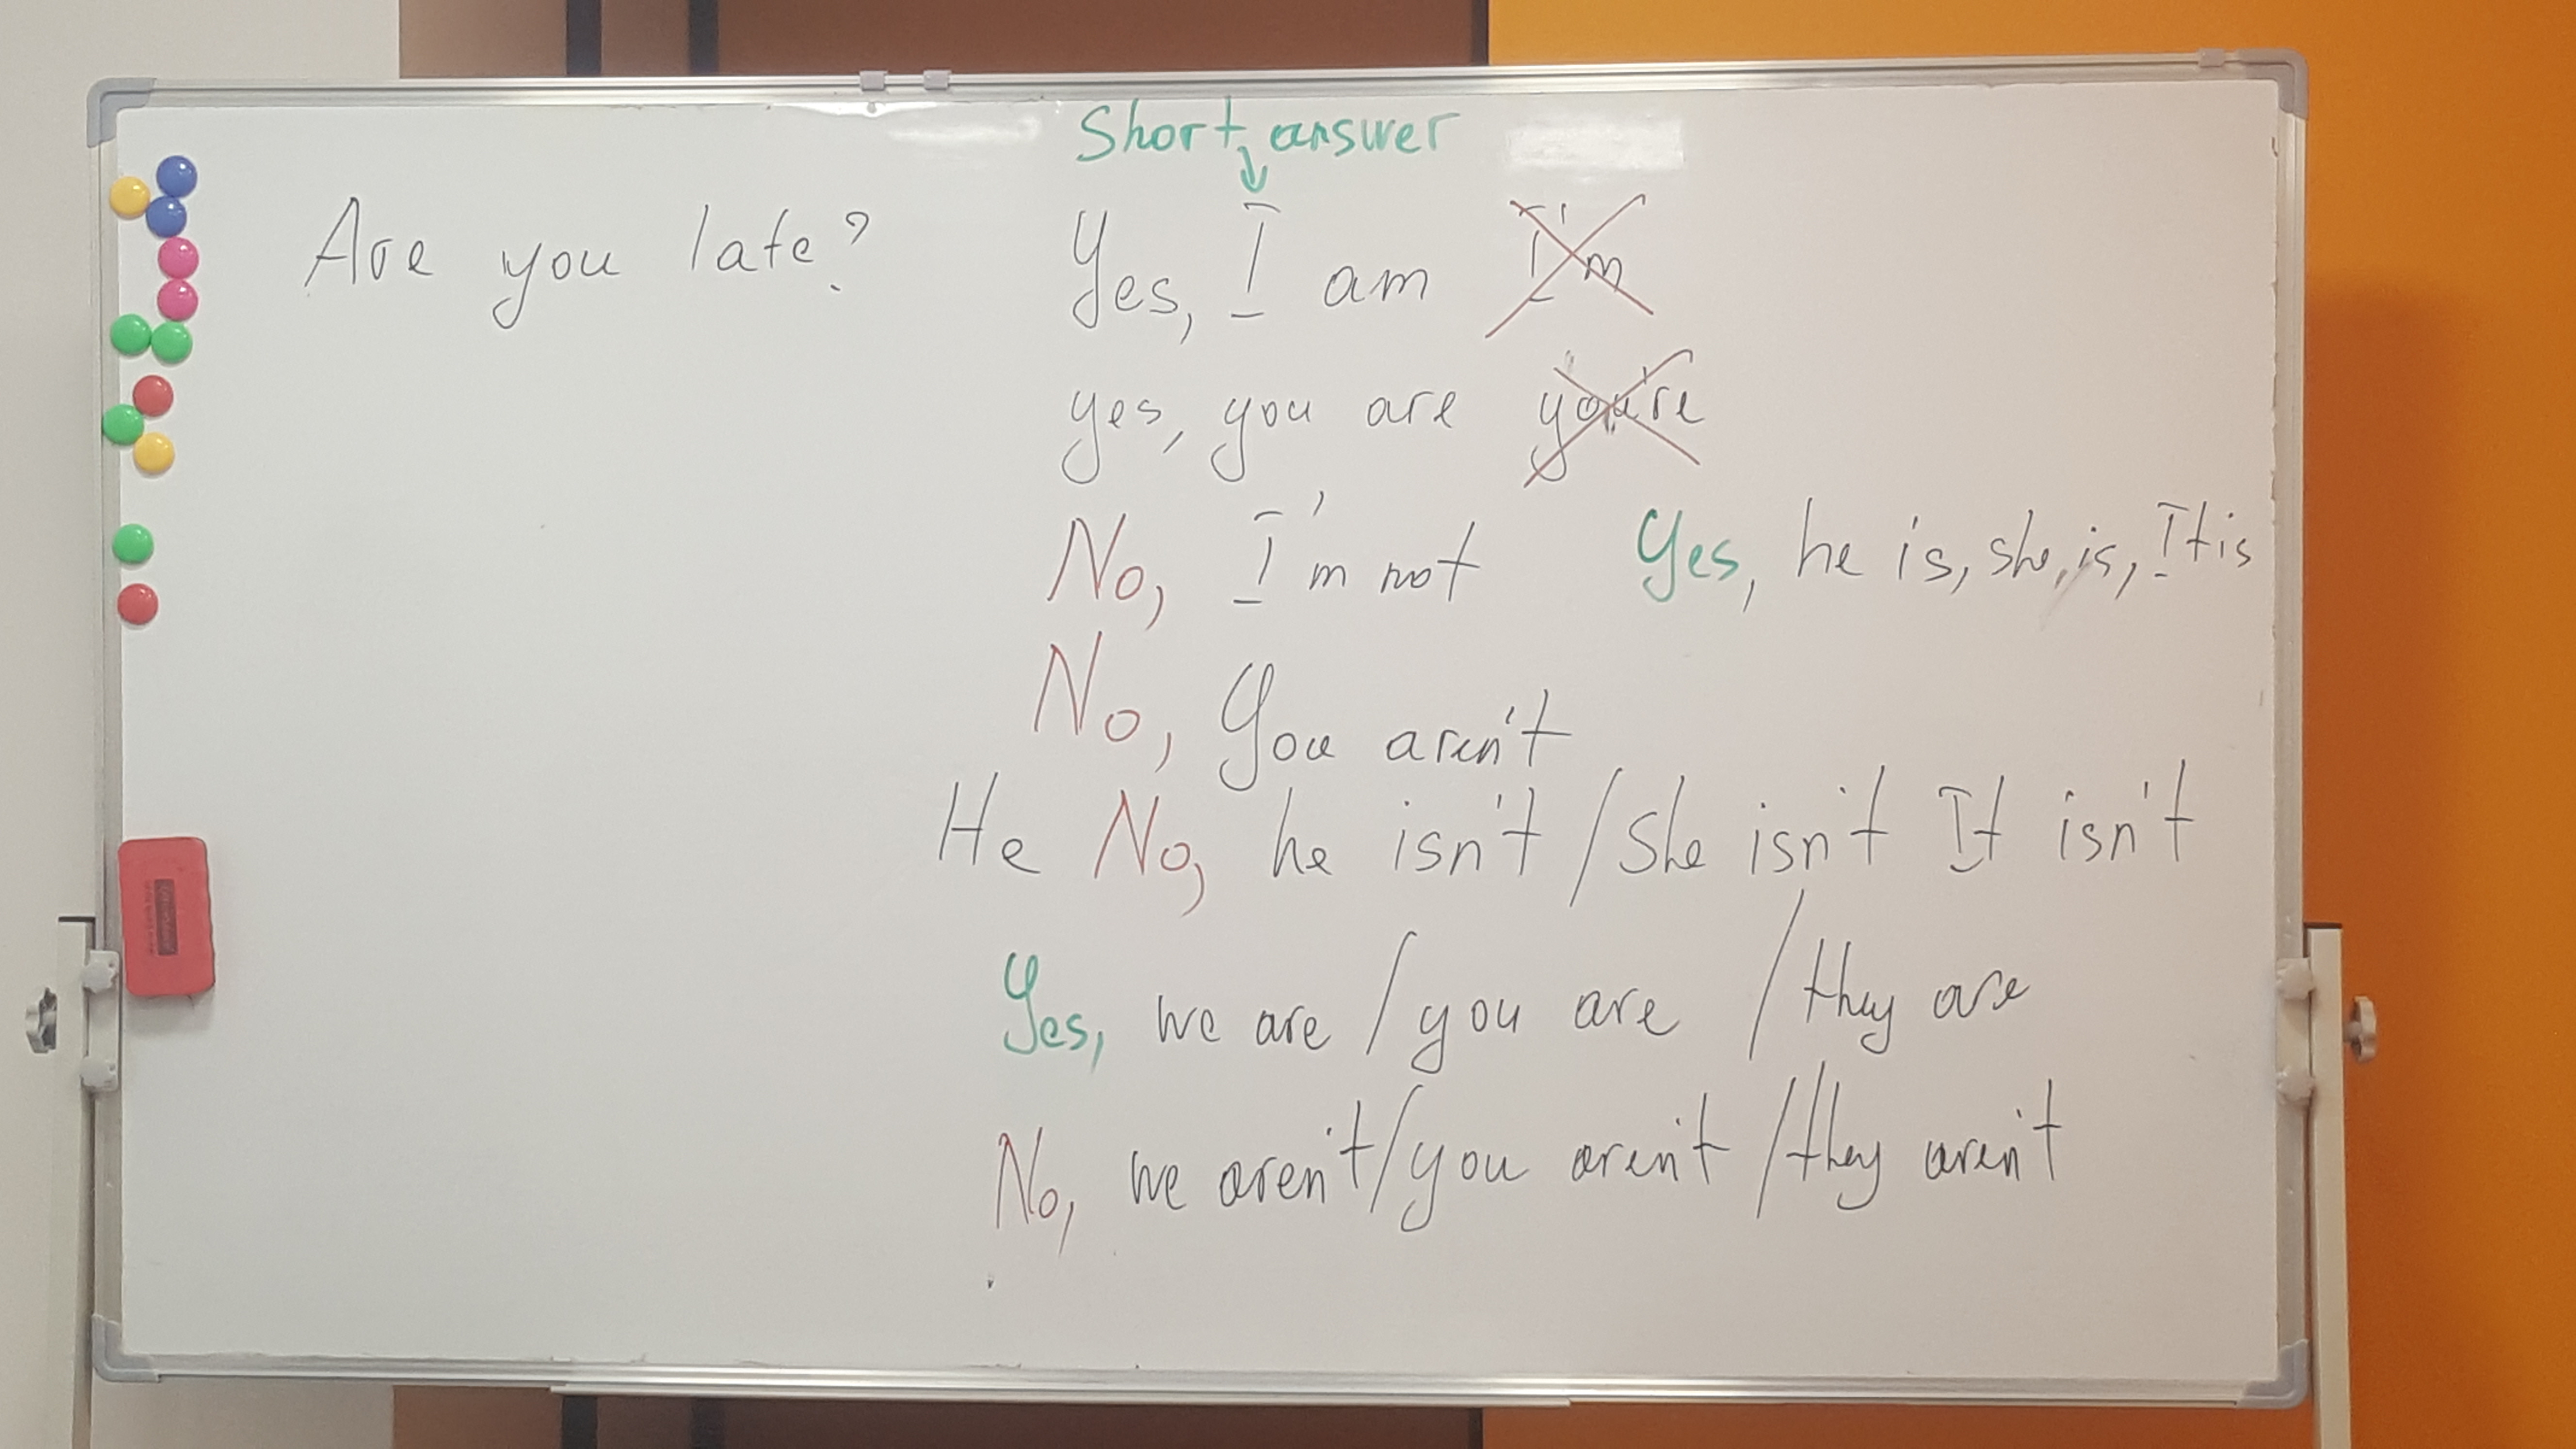 Short answer
Are you late? Yes, I am I'm
yes, you are you're
No, I'm not Yes, he is, she, is, It is
No, You aren't
He No, he isn't / She isn't It isn't
Yes, we are / you are / they are
No, we aren't / you aren't / they aren't